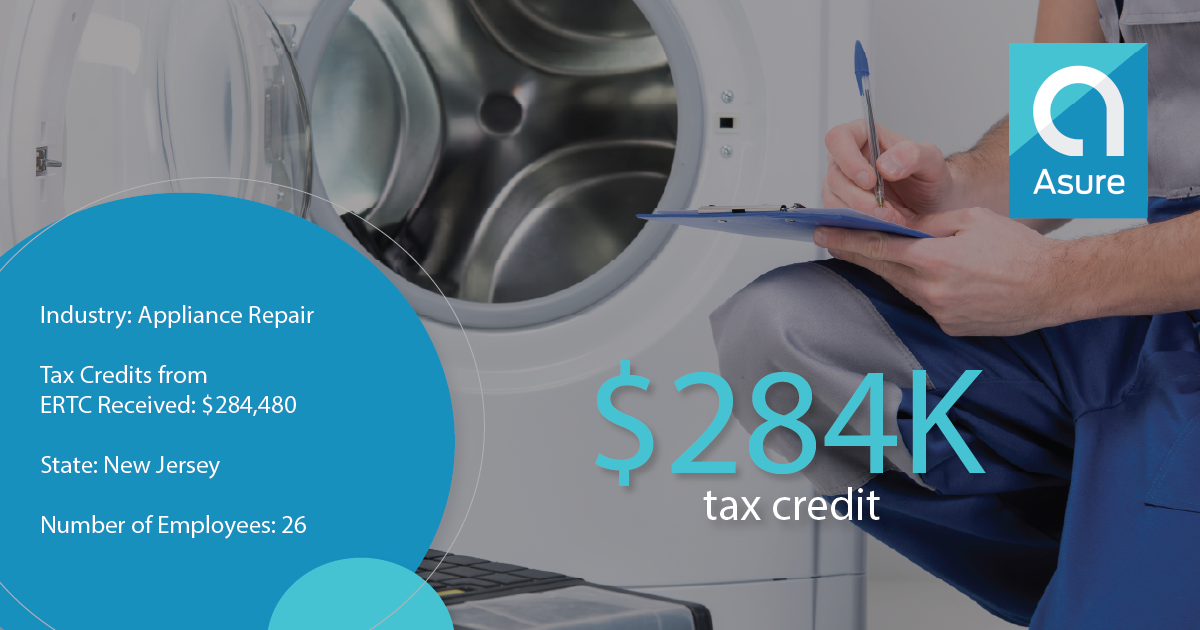 Asure
Industry: Appliance Repair
Tax Credits from
ERTC Received: $284,480
State: New Jersey
Number of Employees: 26
$284K
tax credit